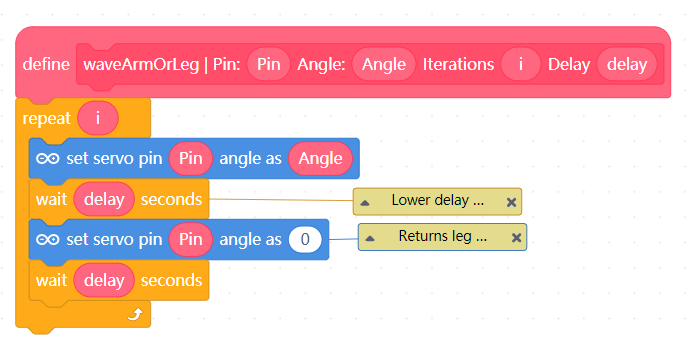 define waveArmOrLeg | Pin: Pin Angle: Angle Iterations i Delay delay
repeat i
set servo pin Pin angle as Angle
wait delay seconds Lower delay ...
set servo pin Pin angle as 0 Returns leg ...
wait delay seconds